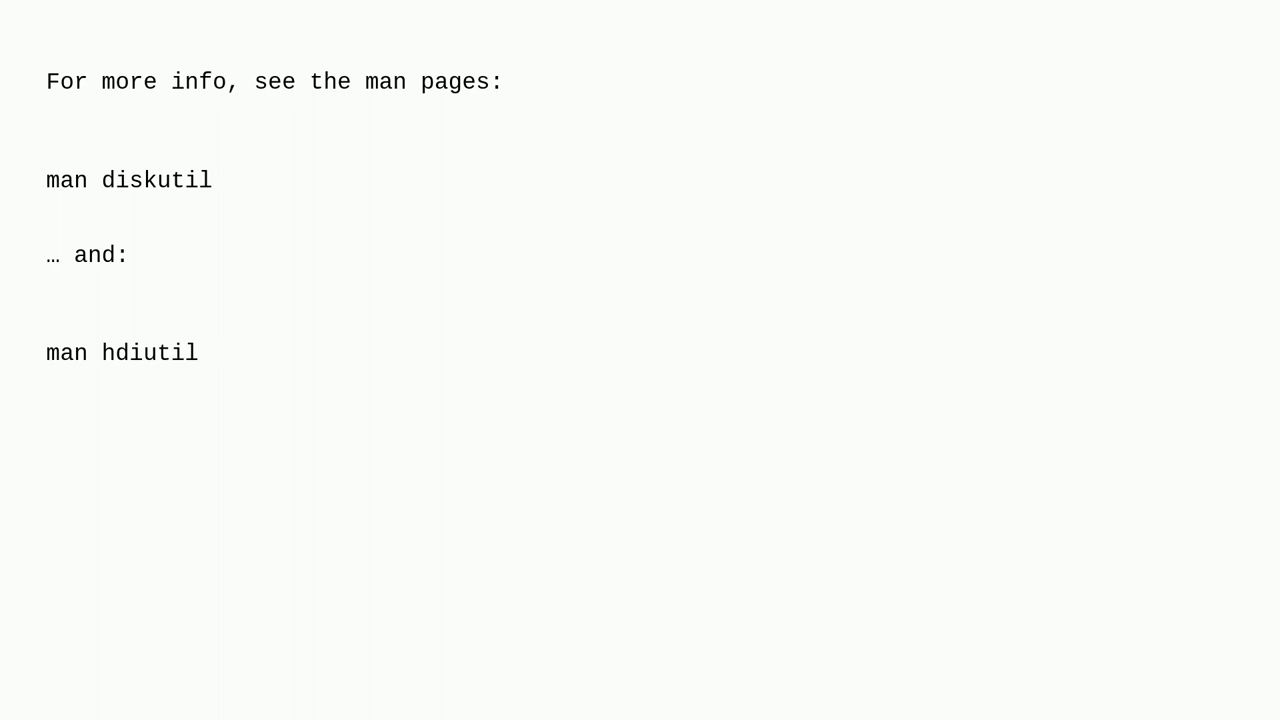 For more info, see the man pages:
man diskutil
… and:
man hdiutil